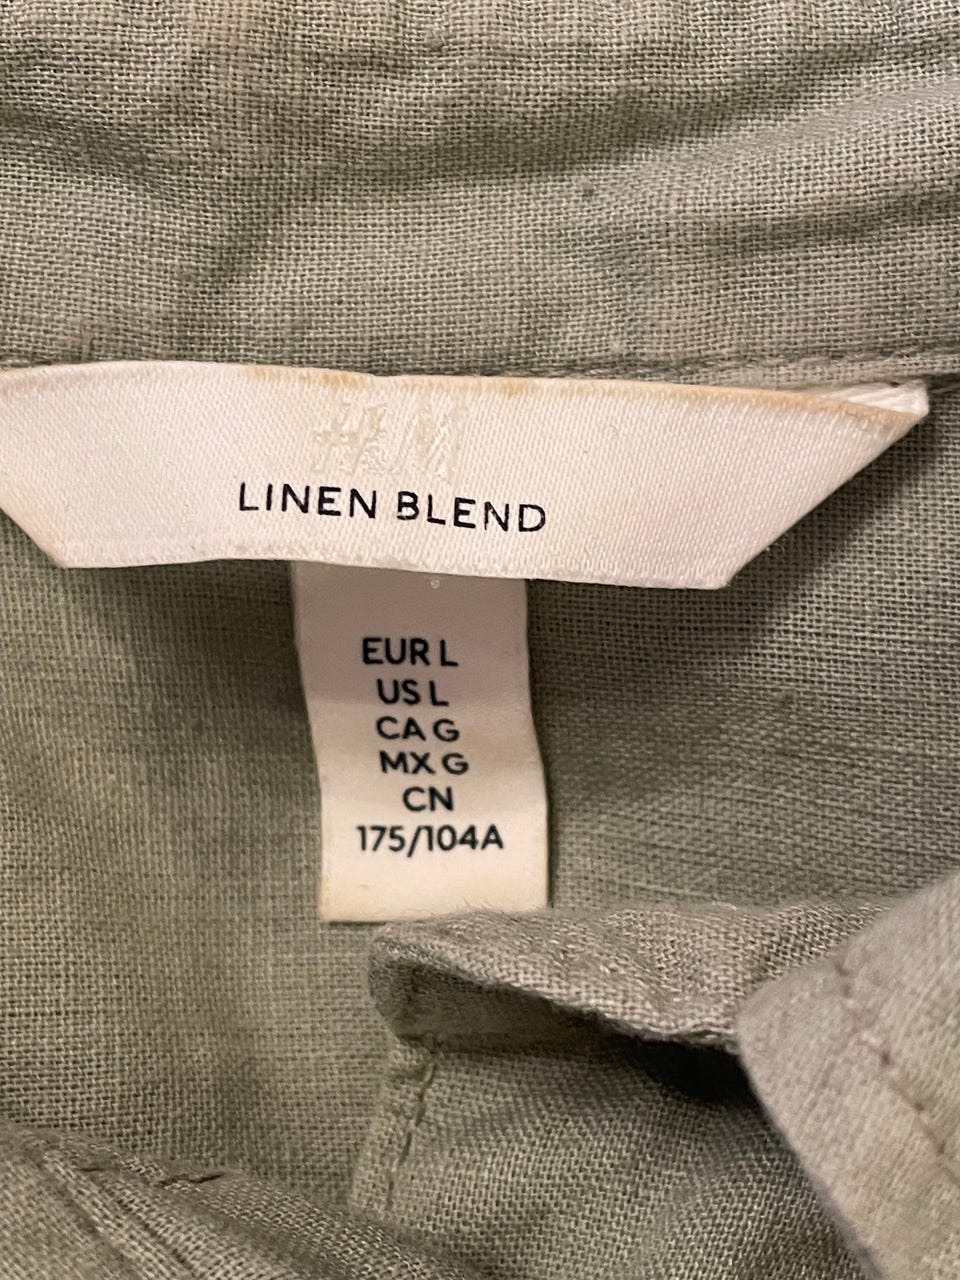 H&M
LINEN BLEND
EUR L
US L
CA G
MX G
CN
175/104A